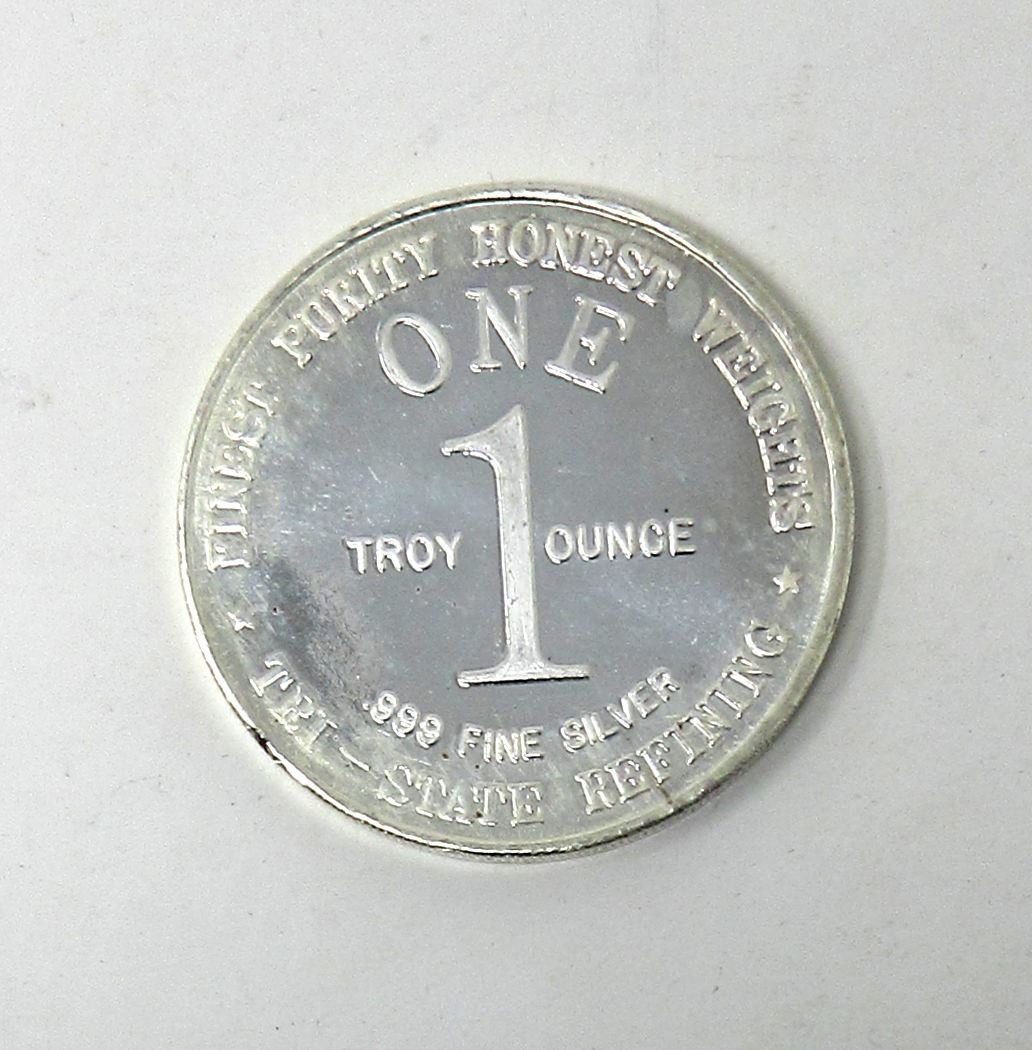 FINEST PURITY HONEST WEIGHTS
ONE
1
TROY OUNCE
.999 FINE SILVER
TRI-STATE REFINING